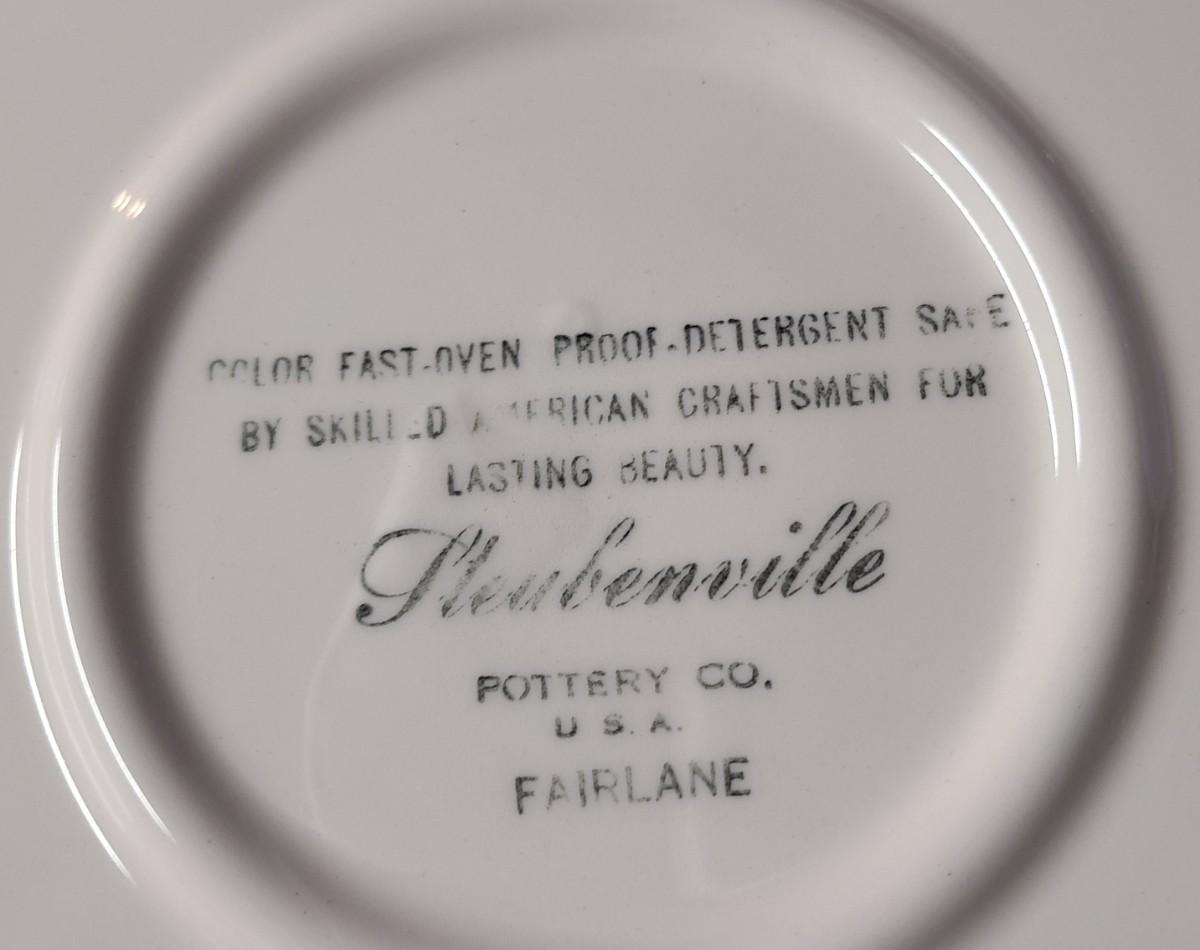 COLOR FAST-OVEN PROOF-DETERGENT SAFE
BY SKILLED AMERICAN CRAFTSMEN FOR
LASTING BEAUTY.
Steubenville
POTTERY CO.
U. S. A.
FAIRLANE